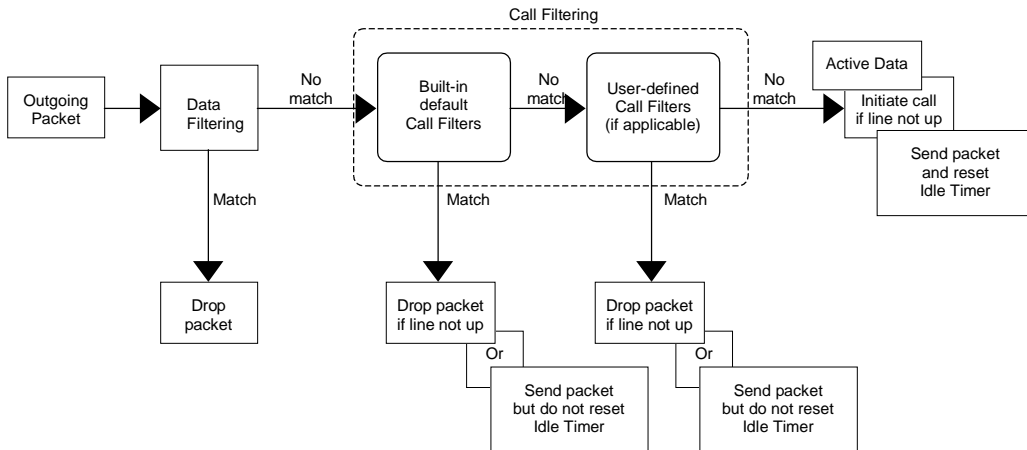 Call Filtering
Outgoing
Packet
Data
Filtering
No
match
Built-in
default
Call Filters
No
match
User-defined
Call Filters
(if applicable)
No
match
Active Data
Initiate call
if line not up
Send packet
and reset
Idle Timer
Match
Match
Match
Drop
packet
Drop packet
if line not up
Or
Send packet
but do not reset
Idle Timer
Drop packet
if line not up
Or
Send packet
but do not reset
Idle Timer